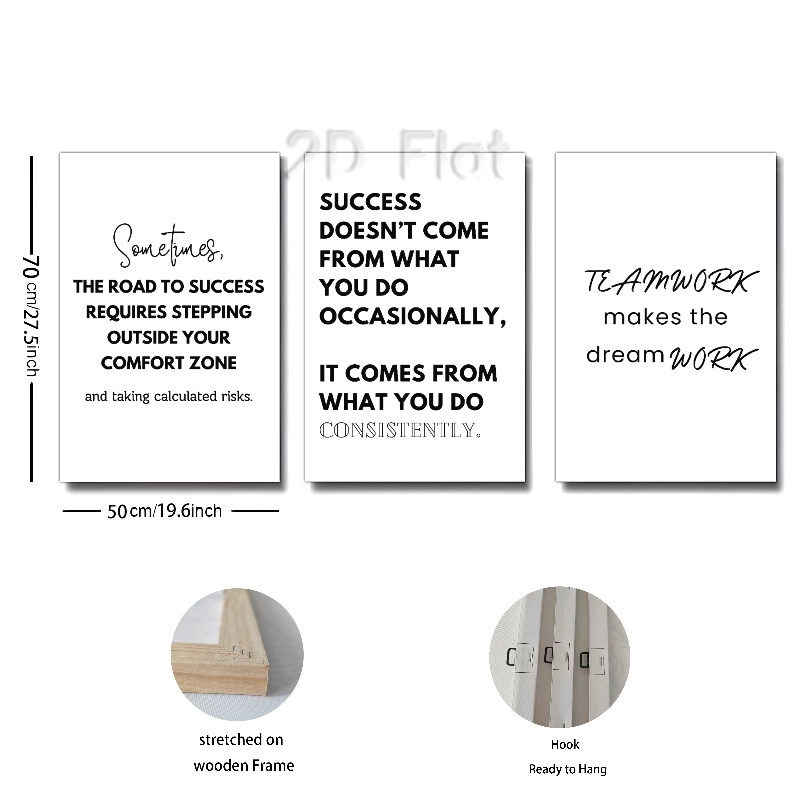 2D Flat
Sometimes,
THE ROAD TO SUCCESS
REQUIRES STEPPING
OUTSIDE YOUR
COMFORT ZONE
and taking calculated risks.
SUCCESS
DOESN'T COME
FROM WHAT
YOU DO
OCCASIONALLY,
IT COMES FROM
WHAT YOU DO
CONSISTENTLY.
TEAMWORK
makes the
dream WORK
70 cm/27.5inch
50cm/19.6inch
stretched on
wooden Frame
Hook
Ready to Hang